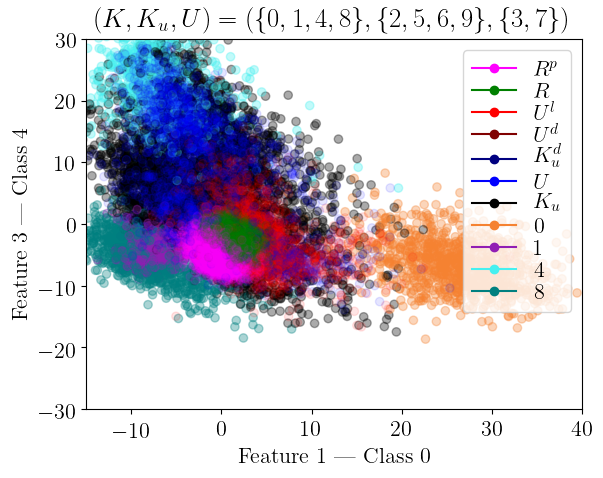 (K, K_u, U) = ({0, 1, 4, 8}, {2, 5, 6, 9}, {3, 7})
30
20
10
0
−10
−20
−30
−10
0
10
20
30
40
Feature 3 — Class 4
Feature 1 — Class 0
R^p
R
U^l
U^d
K_u^d
U
K_u
0
1
4
8